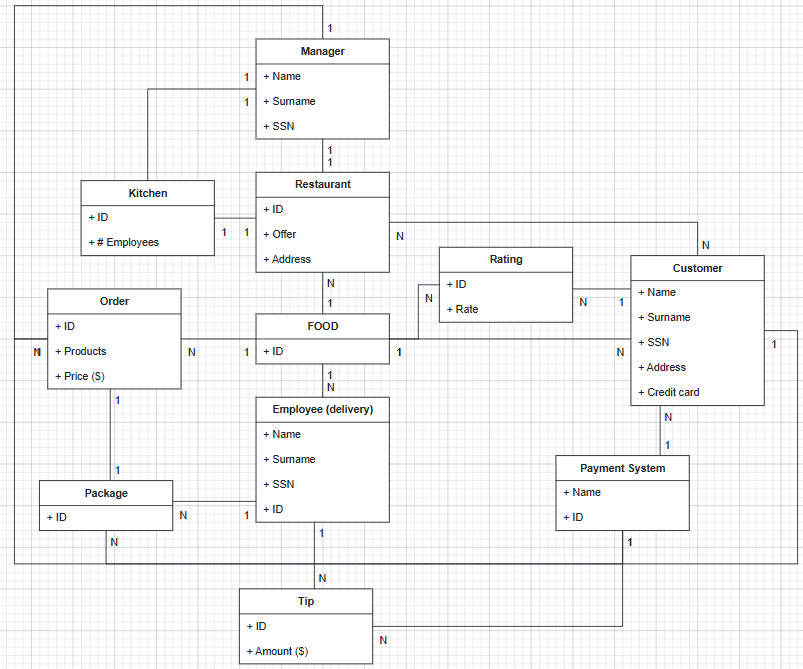 1
Manager
1
+ Name
1
+ Surname
+ SSN
1
1
Kitchen
+ ID
+ # Employees
1
1
Restaurant
+ ID
+ Offer
+ Address
N
N
N
1
Rating
+ ID
+ Rate
N
N
1
Customer
+ Name
+ Surname
+ SSN
+ Address
+ Credit card
1
N
N
1
Order
+ ID
+ Products
+ Price ($)
N
1
FOOD
+ ID
1
1
N
1
1
Employee (delivery)
+ Name
+ Surname
+ SSN
+ ID
Package
+ ID
N
1
N
1
Payment System
+ Name
+ ID
1
N
Tip
+ ID
+ Amount ($)
N